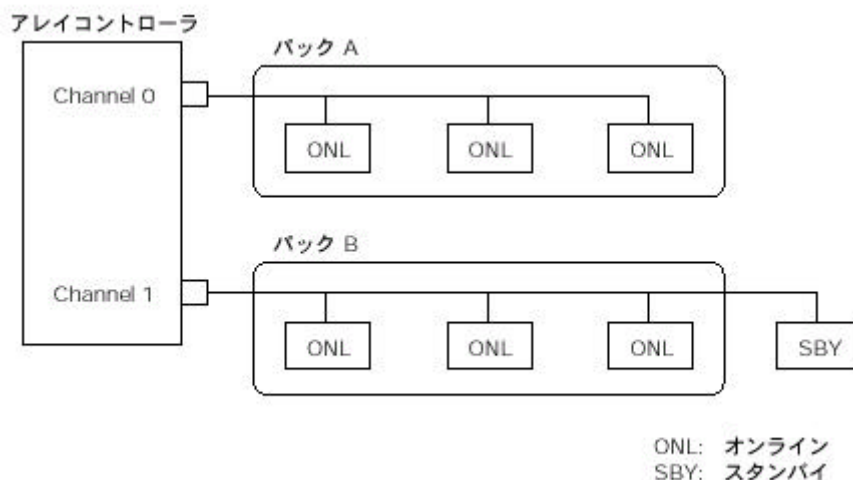 アレイコントローラ
Channel 0
パック A
ONL
ONL
ONL
パック B
Channel 1
ONL
ONL
ONL
SBY
ONL: オンライン
SBY: スタンバイ